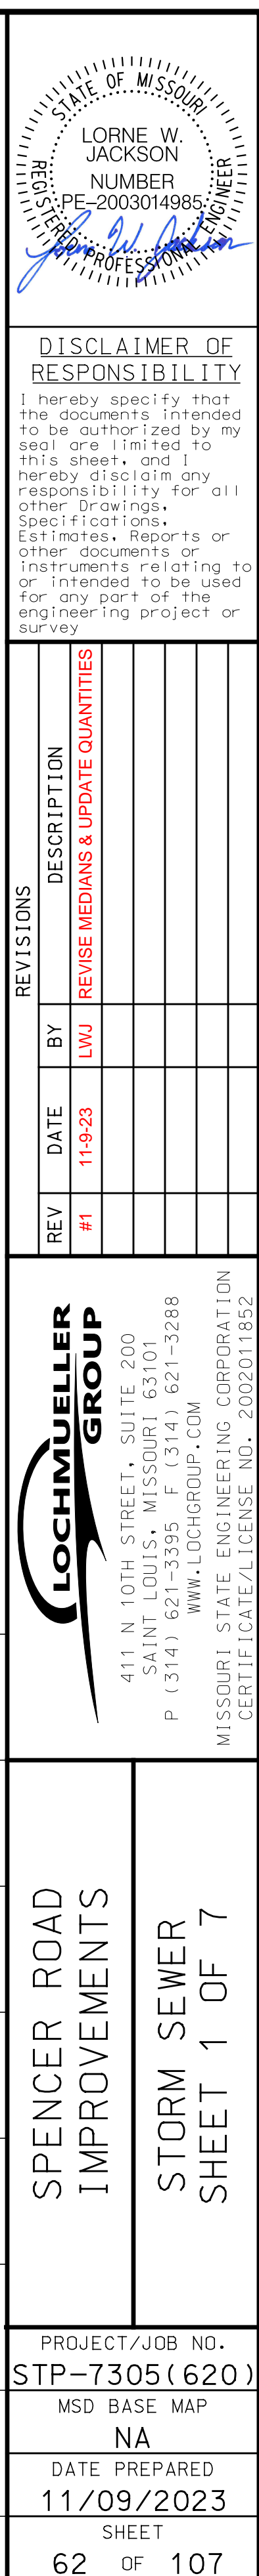 STATE OF MISSOURI
LORNE W.
JACKSON
NUMBER
PE-2003014985
REGISTERED PROFESSIONAL ENGINEER
Lorne W. Jackson
DISCLAIMER OF
RESPONSIBILITY
I hereby specify that
the documents intended
to be authorized by my
seal are limited to
this sheet, and I
hereby disclaim any
responsibility for all
other Drawings,
Specifications,
Estimates, Reports or
other documents or
instruments relating to
or intended to be used
for any part of the
engineering project or
survey
REVISIONS
REV DATE BY DESCRIPTION
#1 11-9-23 LWJ REVISE MEDIANS & UPDATE QUANTITIES
LOCHMUELLER
GROUP
411 N 10TH STREET, SUITE 200
SAINT LOUIS, MISSOURI 63101
P (314) 621-3395 F (314) 621-3288
WWW.LOCHGROUP.COM
MISSOURI STATE ENGINEERING CORPORATION
CERTIFICATE/LICENSE NO. 2002011852
SPENCER ROAD
IMPROVEMENTS
STORM SEWER
SHEET 1 OF 7
PROJECT/JOB NO.
STP-7305(620)
MSD BASE MAP
NA
DATE PREPARED
11/09/2023
SHEET
62 OF 107